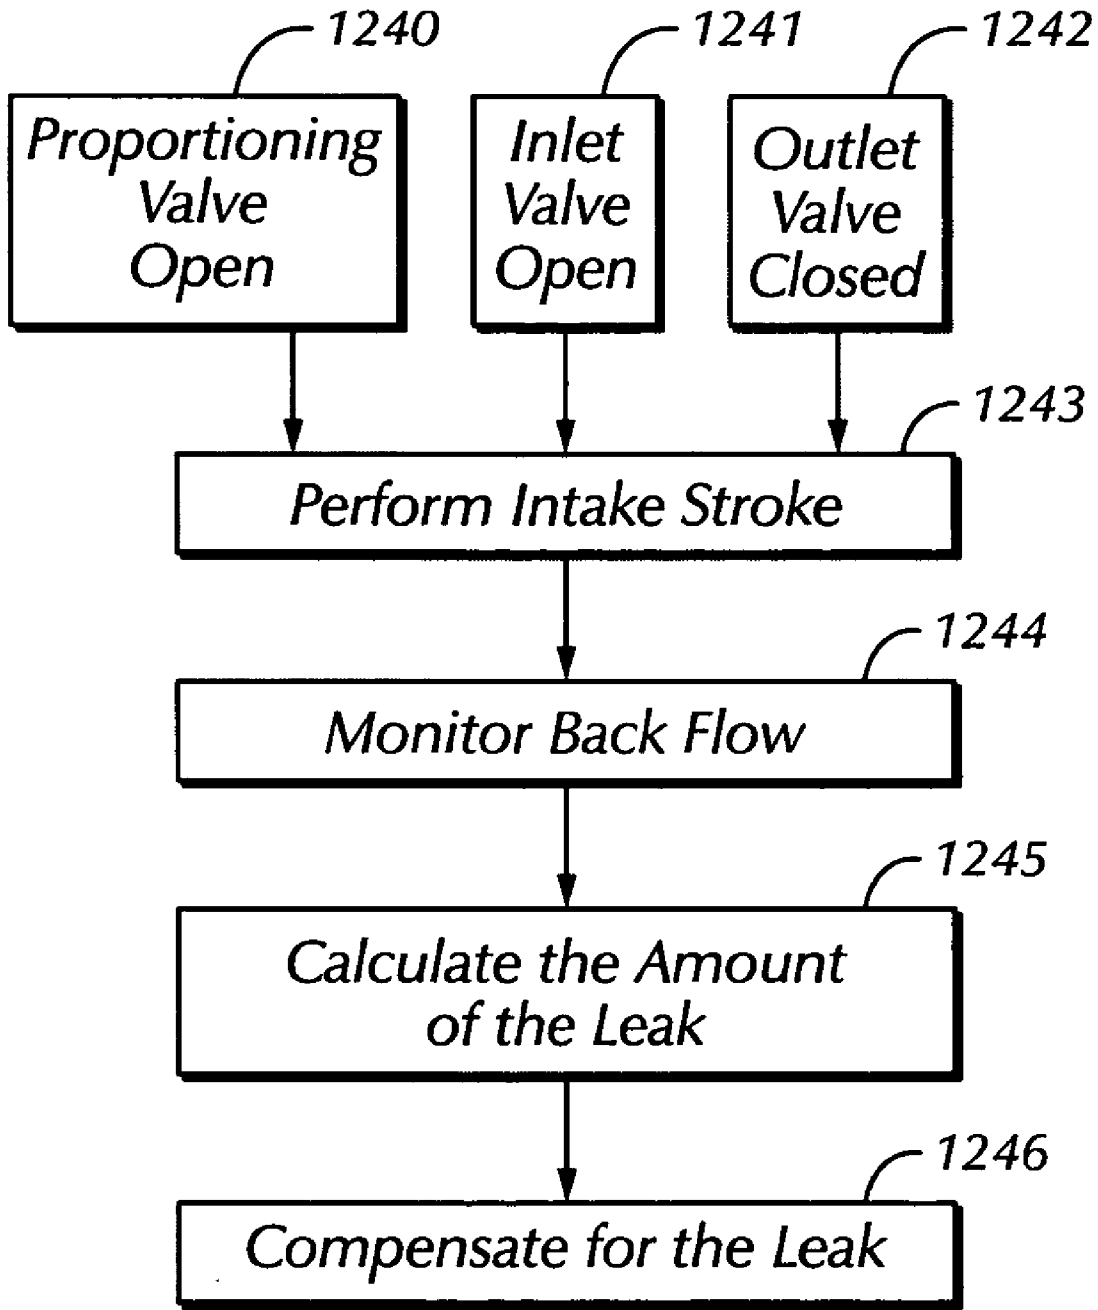 1240
1241
1242
Proportioning
Valve
Open
Inlet
Valve
Open
Outlet
Valve
Closed
1243
Perform Intake Stroke
1244
Monitor Back Flow
1245
Calculate the Amount
of the Leak
1246
Compensate for the Leak